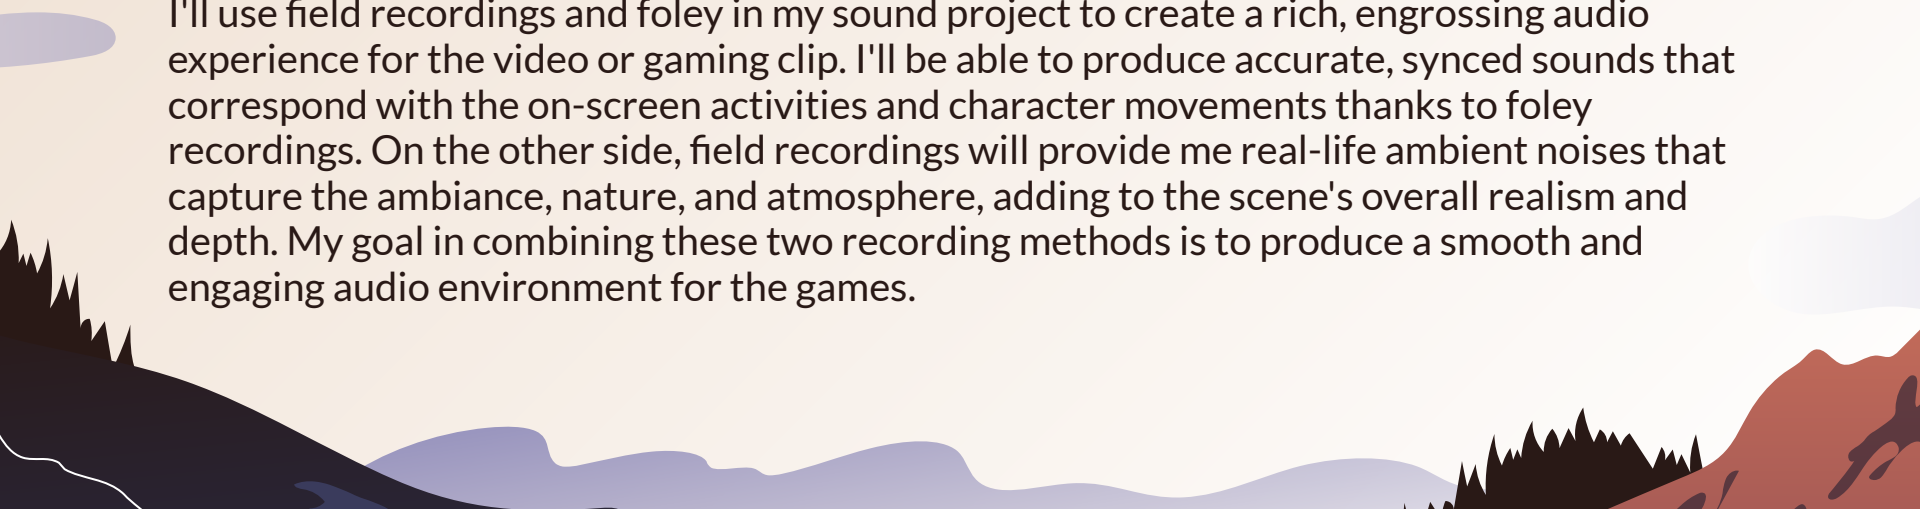 I'll use field recordings and foley in my sound project to create a rich, engrossing audio
experience for the video or gaming clip. I'll be able to produce accurate, synced sounds that
correspond with the on-screen activities and character movements thanks to foley
recordings. On the other side, field recordings will provide me real-life ambient noises that
capture the ambiance, nature, and atmosphere, adding to the scene's overall realism and
depth. My goal in combining these two recording methods is to produce a smooth and
engaging audio environment for the games.